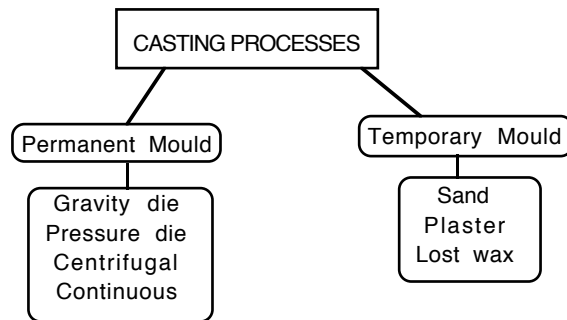 CASTING PROCESSES
Permanent Mould
Temporary Mould
Gravity die
Pressure die
Centrifugal
Continuous
Sand
Plaster
Lost wax